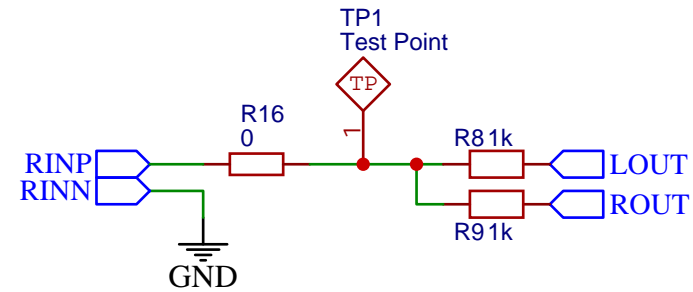 TP1
Test Point
TP
1
R16
0
R8 1k
RINP
LOUT
RINN
ROUT
R9 1k
GND